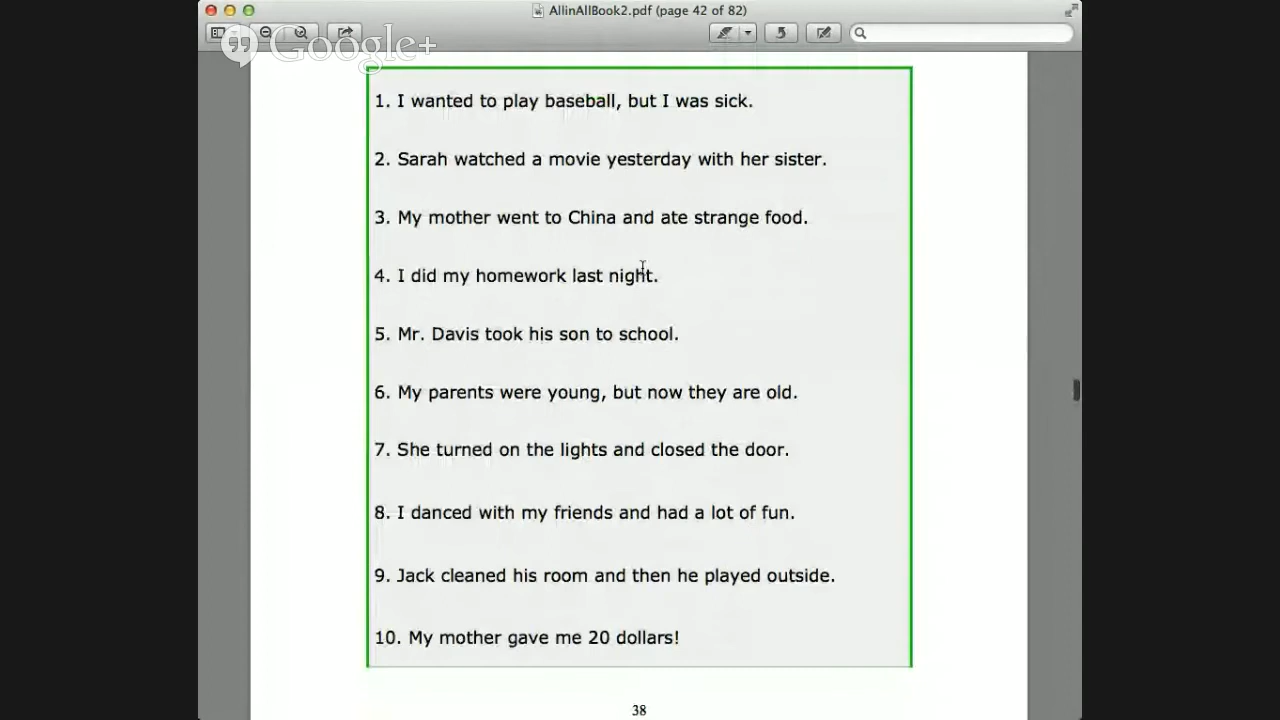 AllinAllBook2.pdf (page 42 of 82)
Google+
1. I wanted to play baseball, but I was sick.
2. Sarah watched a movie yesterday with her sister.
3. My mother went to China and ate strange food.
4. I did my homework last night.
5. Mr. Davis took his son to school.
6. My parents were young, but now they are old.
7. She turned on the lights and closed the door.
8. I danced with my friends and had a lot of fun.
9. Jack cleaned his room and then he played outside.
10. My mother gave me 20 dollars!
38